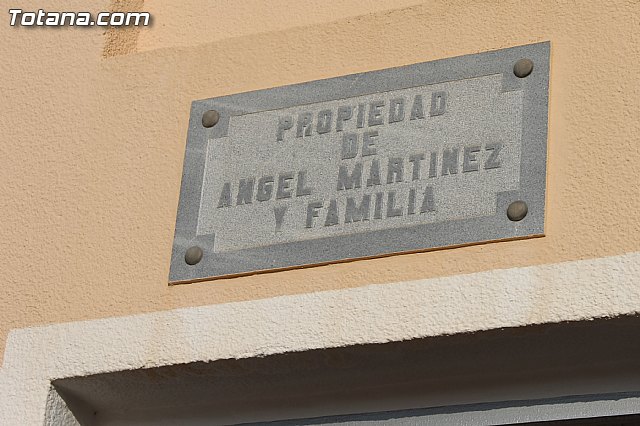 Totana.com
PROPIEDAD
DE
ANGEL MARTINEZ
Y FAMILIA